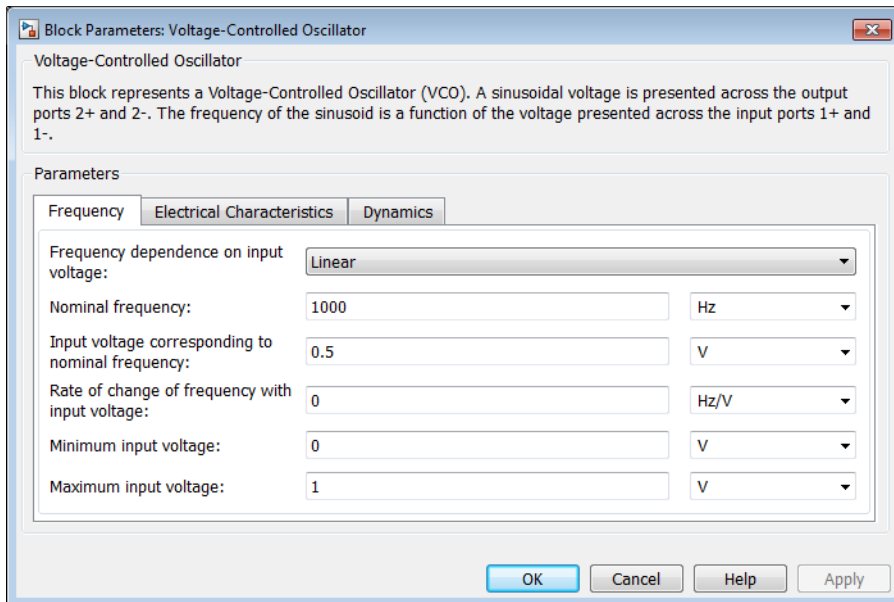 Block Parameters: Voltage-Controlled Oscillator
Voltage-Controlled Oscillator
This block represents a Voltage-Controlled Oscillator (VCO). A sinusoidal voltage is presented across the output
ports 2+ and 2-. The frequency of the sinusoid is a function of the voltage presented across the input ports 1+ and
1-.
Parameters
Frequency Electrical Characteristics Dynamics
Frequency dependence on input
voltage:
Linear
Nominal frequency: 1000 Hz
Input voltage corresponding to
nominal frequency:
0.5 V
Rate of change of frequency with
input voltage:
0 Hz/V
Minimum input voltage: 0 V
Maximum input voltage: 1 V
OK Cancel Help Apply